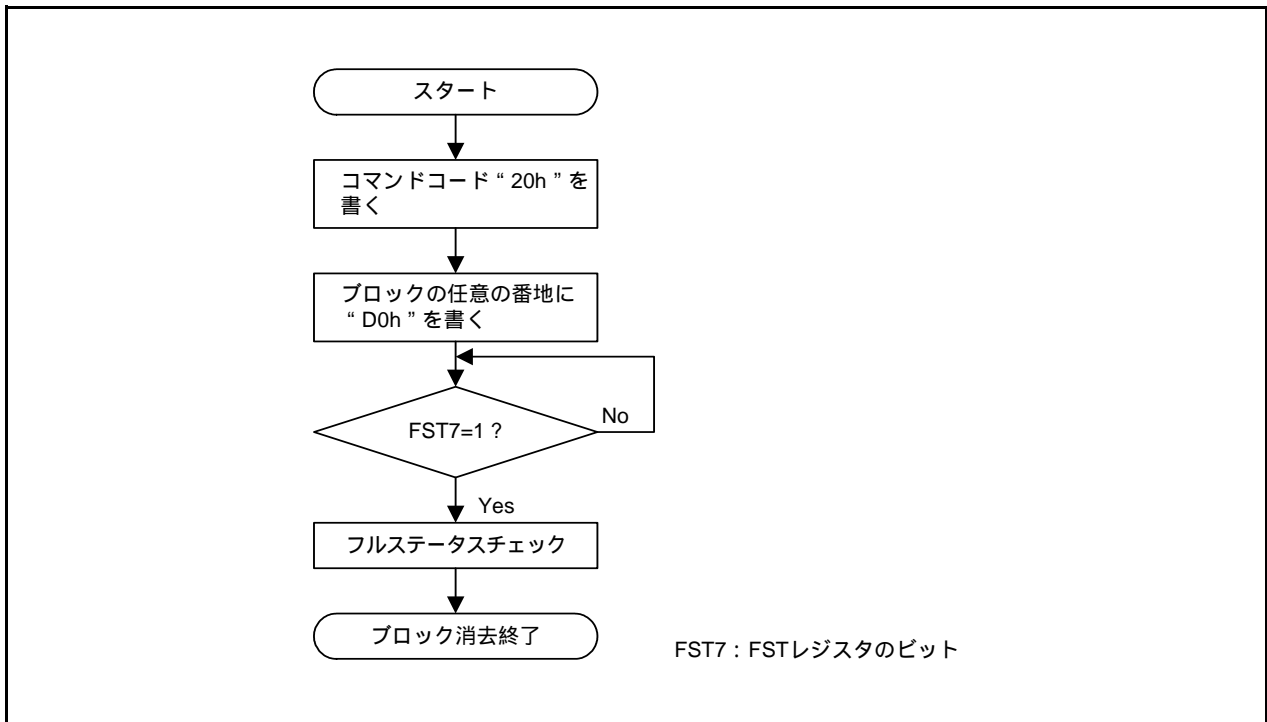 スタート
コマンドコード“ 20h ”を
書く
ブロックの任意の番地に
“ D0h ”を書く
FST7=1 ?
No
Yes
フルステータスチェック
ブロック消去終了
FST7 : FSTレジスタのビット